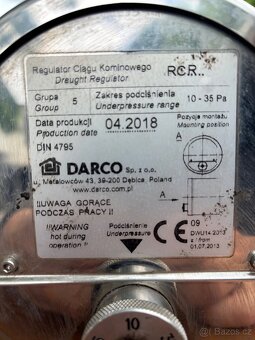 Regulator Ciągu Kominowego RCR..
Draught Regulator
Grupa Group 5 Zakres podciśnienia Underpressure range 10 - 35 Pa
Data produkcji Production date 04.2018
Pozycja montażu Mounting position
DIN 4795
A
DARCO Sp. z o.o.
ul. Metalowców 43, 39-200 Dębica, Poland
www.darco.com.pl
A
!!UWAGA GORĄCE
PODCZAS PRACY !!
!!WARNING
hot during
operation !!
Podciśnienie
Underpressure
CE
09
DWU14.2013
z / from
01.07.2013
10
bazos.cz